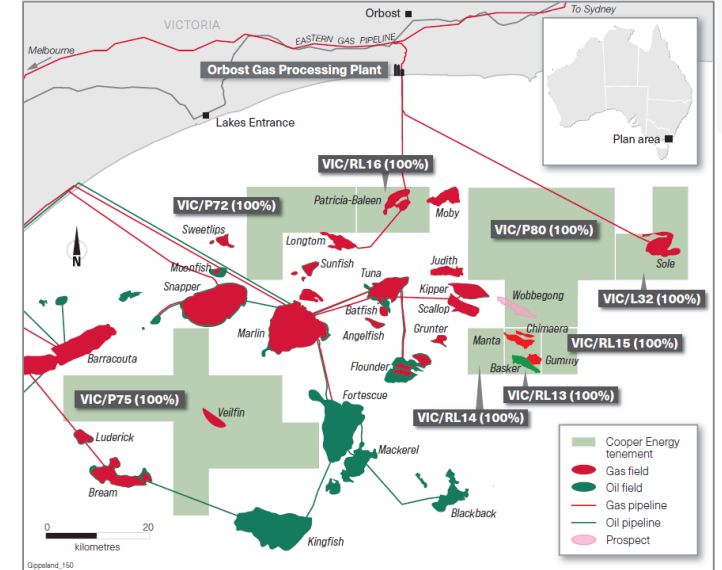 Orbost
To Sydney
VICTORIA
EASTERN GAS PIPELINE
Melbourne
Orbost Gas Processing Plant
Lakes Entrance
Plan area
VIC/RL16 (100%)
VIC/P72 (100%)
Patricia-Baleen
Moby
VIC/P80 (100%)
Sweetlips
Longtom
Sole
N
Moonfish
Sunfish
Tuna
Judith
Snapper
Kipper
Wobbegong
VIC/L32 (100%)
Batfish
Scallop
Marlin
Angelfish
Grunter
Chimaera
Manta
VIC/RL15 (100%)
Barracouta
Flounder
Basker
Gummy
VIC/P75 (100%)
Fortescue
VIC/RL13 (100%)
Veilfin
VIC/RL14 (100%)
Luderick
Mackerel
Bream
Blackback
Kingfish
Cooper Energy
tenement
Gas field
Oil field
Gas pipeline
Oil pipeline
Prospect
0
20
kilometres
Gippsland_150